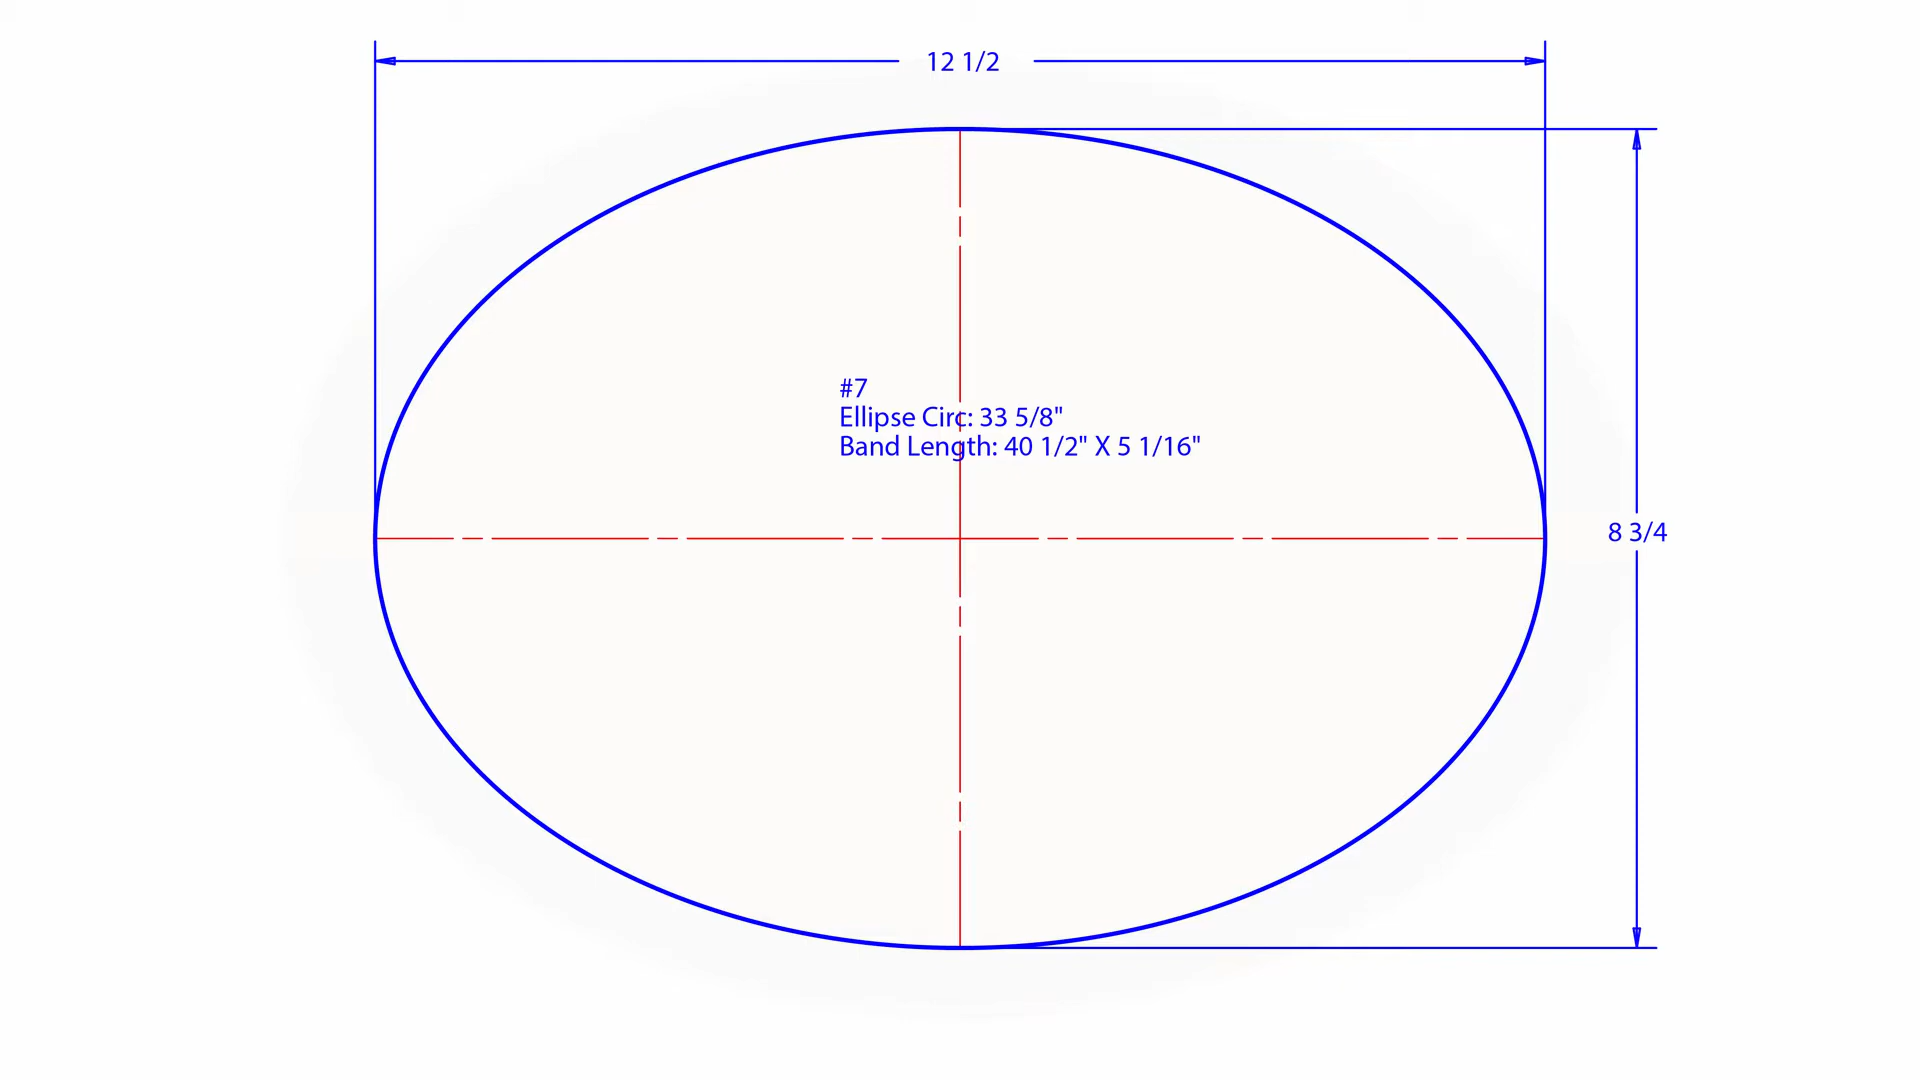 12 1/2
#7
Ellipse Circ: 33 5/8"
Band Length: 40 1/2" X 5 1/16"
8 3/4